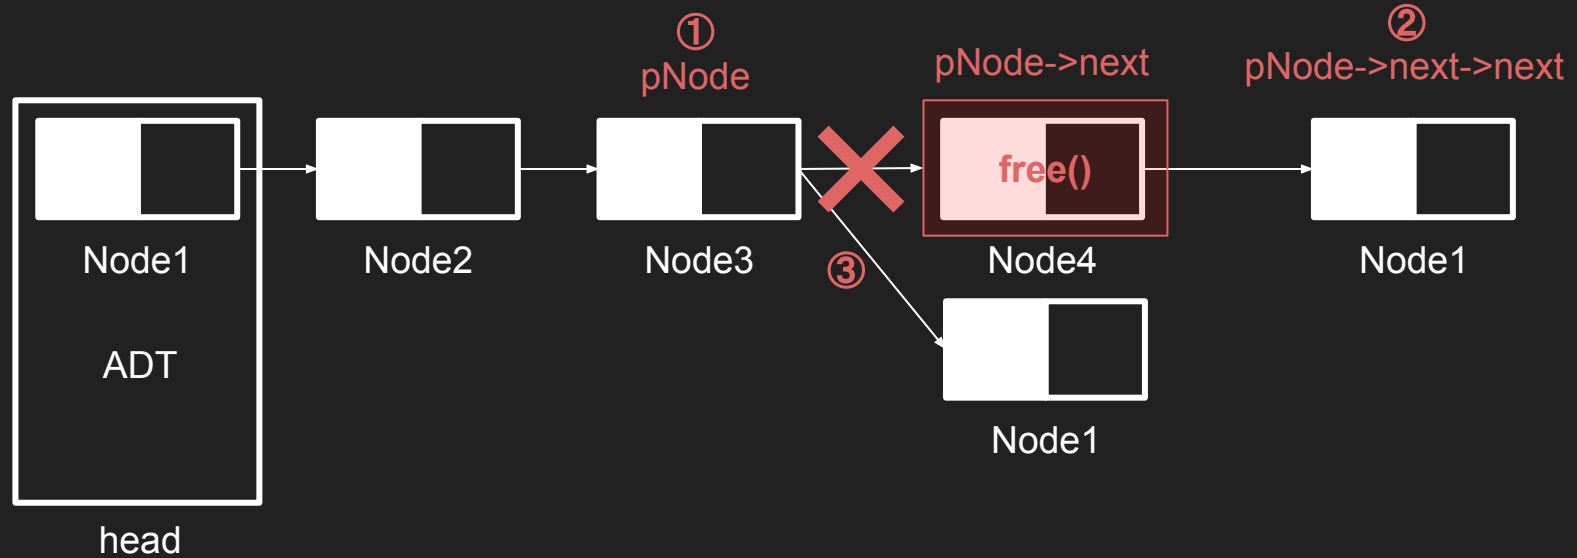 ①
pNode
pNode->next
②
pNode->next->next
free()
Node1
Node2
Node3
③
Node4
Node1
ADT
Node1
head